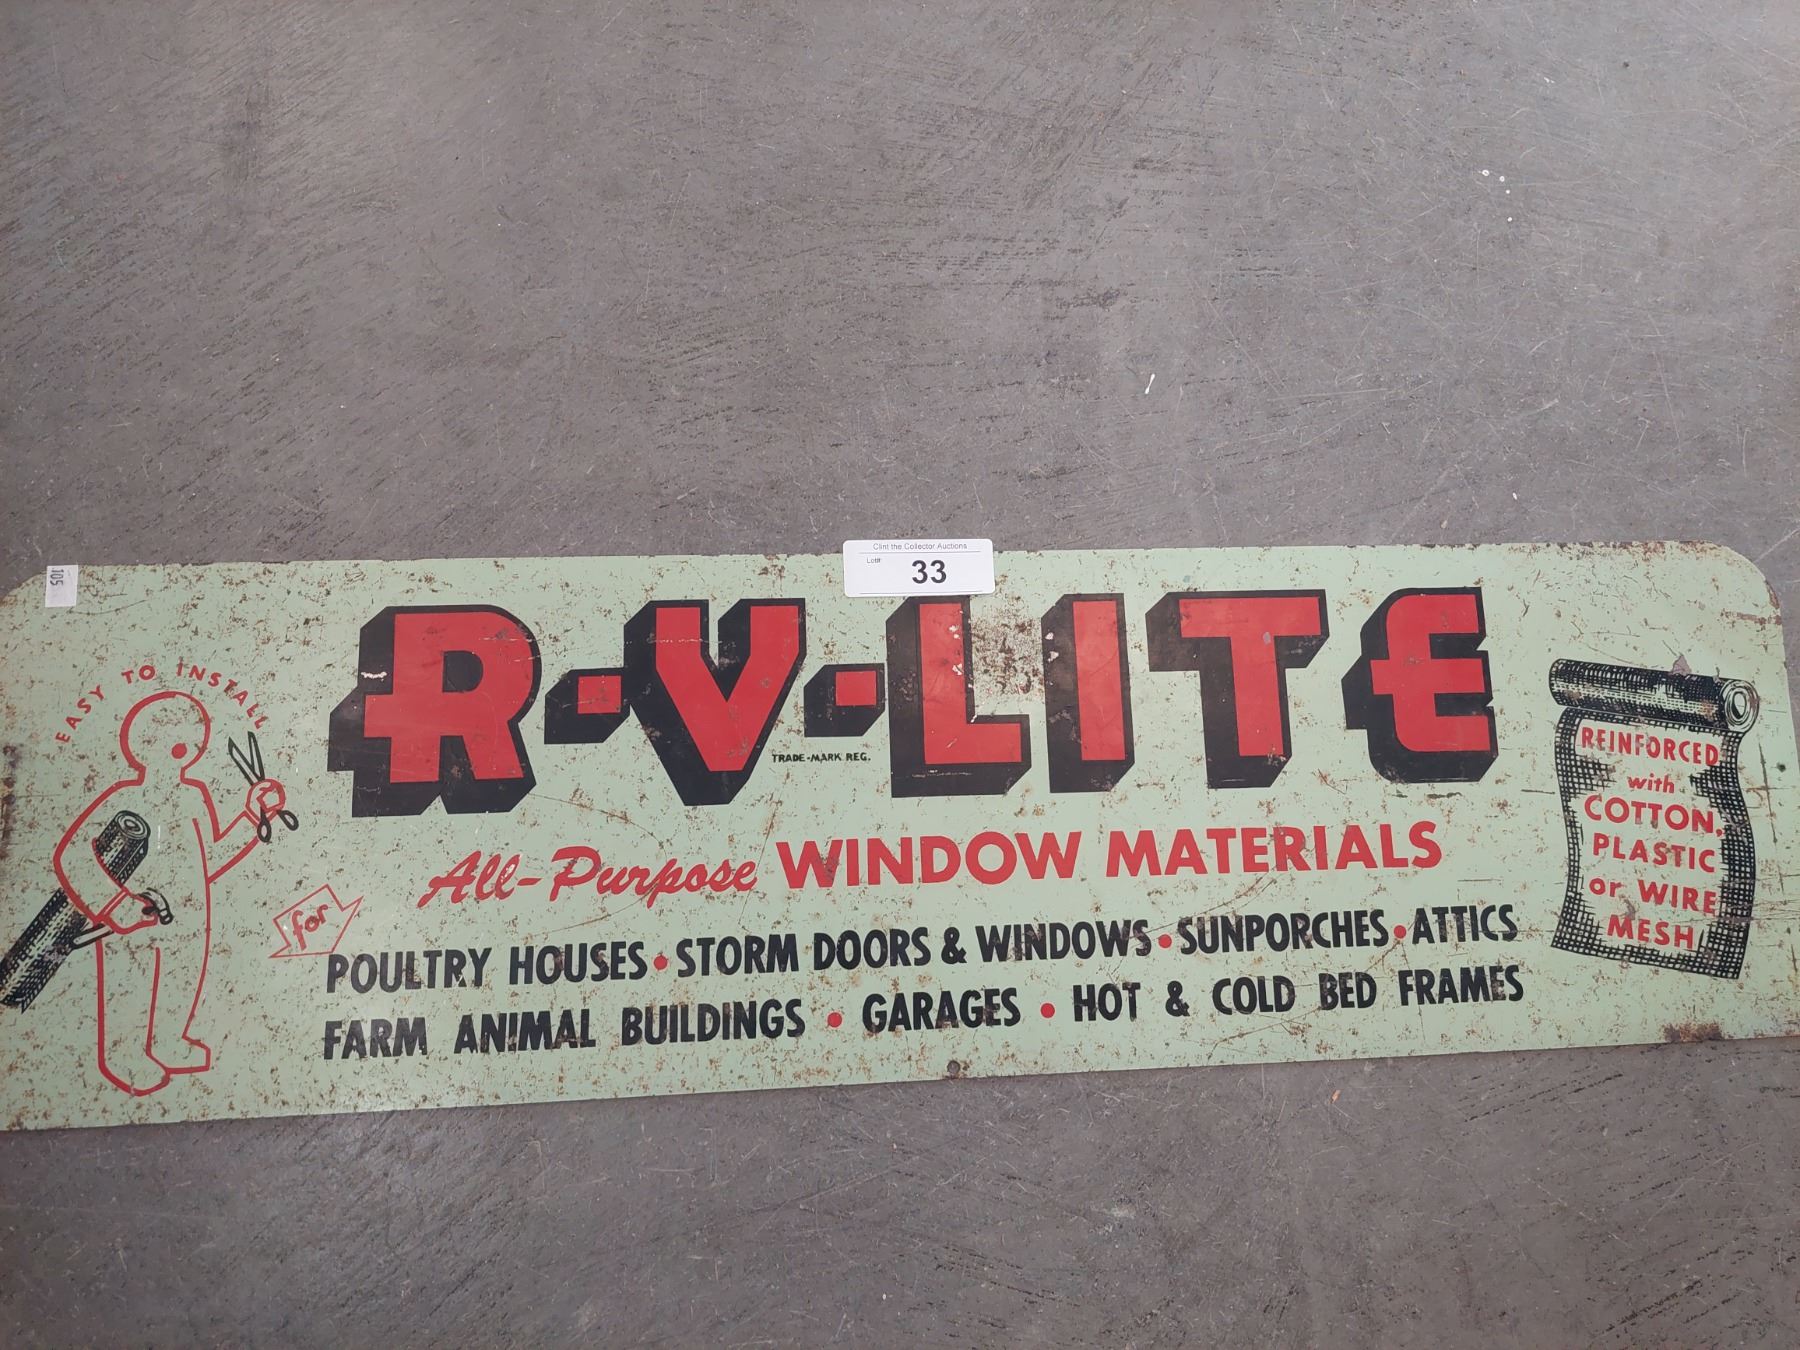 Clint the Collector Auctions
Lot# 33
105
EASY TO INSTALL
R·V·LITE
TRADE-MARK REG.
All-Purpose WINDOW MATERIALS
for
POULTRY HOUSES • STORM DOORS & WINDOWS • SUNPORCHES • ATTICS
FARM ANIMAL BUILDINGS • GARAGES • HOT & COLD BED FRAMES
REINFORCED
with
COTTON,
PLASTIC
or WIRE
MESH